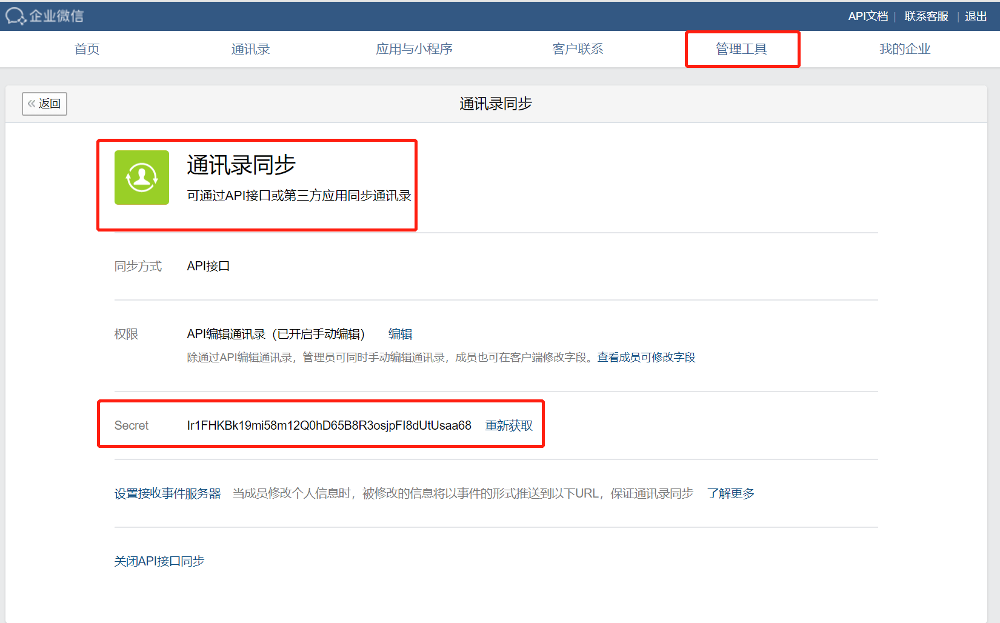 企业微信
API文档 | 联系客服 | 退出
首页 通讯录 应用与小程序 客户联系 管理工具 我的企业
« 返回 通讯录同步
通讯录同步
可通过API接口或第三方应用同步通讯录
同步方式 API接口
权限 API编辑通讯录（已开启手动编辑） 编辑
除通过API编辑通讯录，管理员可同时手动编辑通讯录，成员也可在客户端修改字段。查看成员可修改字段
Secret Ir1FHKBk19mi58m12Q0hD65B8R3osjpFI8dUtUsaa68 重新获取
设置接收事件服务器 当成员修改个人信息时，被修改的信息将以事件的形式推送到以下URL，保证通讯录同步 了解更多
关闭API接口同步